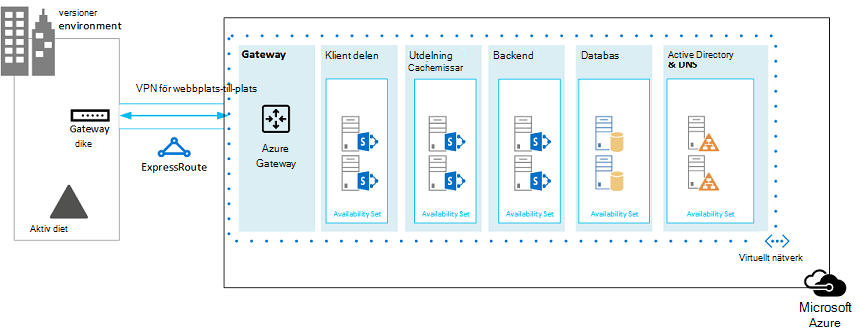 versioner
environment
Gateway
dike
Aktiv diet
VPN för webbplats-till-plats
ExpressRoute
Gateway
Azure
Gateway
Klient delen
Availability Set
Utdelning
Cachemissar
Availability Set
Backend
Availability Set
Databas
Availability Set
Active Directory
& DNS
Availability Set
Virtuellt nätverk
Microsoft
Azure